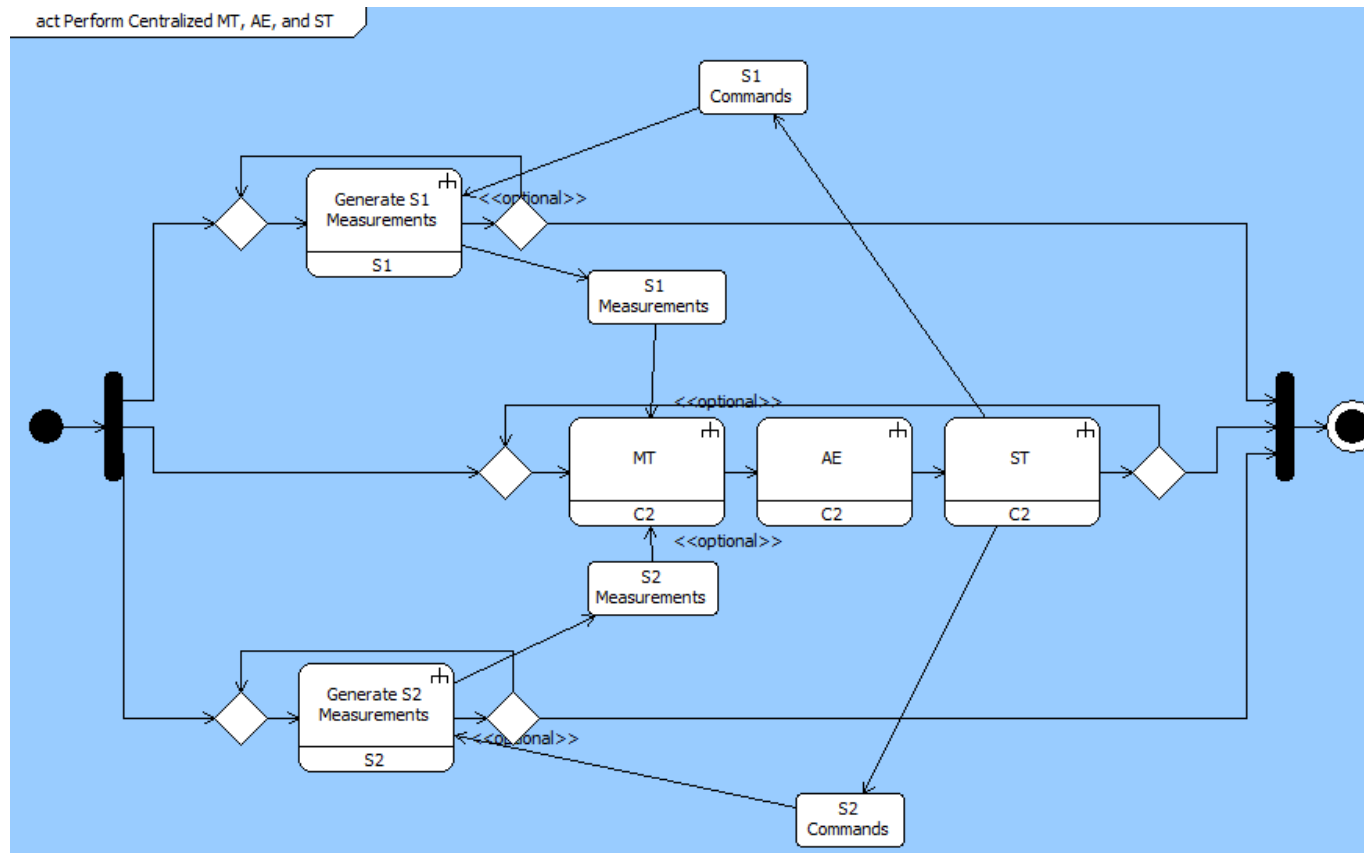 act Perform Centralized MT, AE, and ST
S1
Commands
Generate S1
Measurements
S1
<<optional>>
S1
Measurements
<<optional>>
MT
C2
AE
C2
ST
C2
<<optional>>
S2
Measurements
Generate S2
Measurements
S2
<<optional>>
S2
Commands